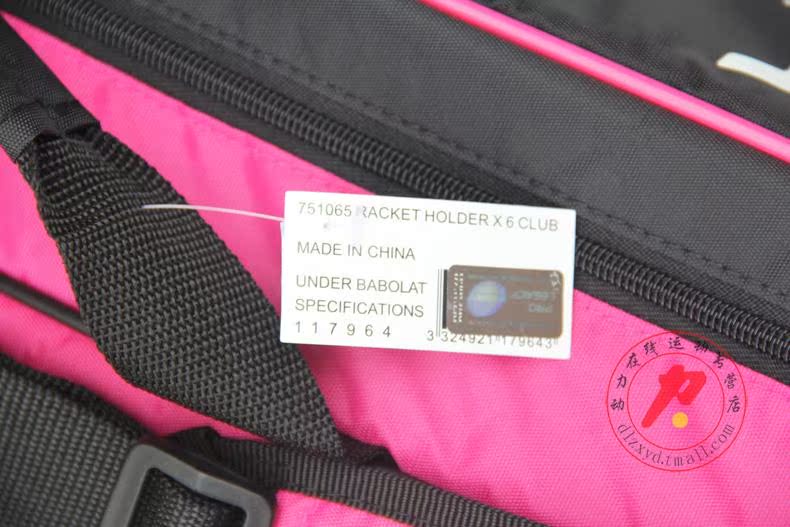 751065 RACKET HOLDER X 6 CLUB
MADE IN CHINA
UNDER BABOLAT
SPECIFICATIONS
117964
3 324921 179643
动力在线运动专营店
dlzxyd.tmall.com